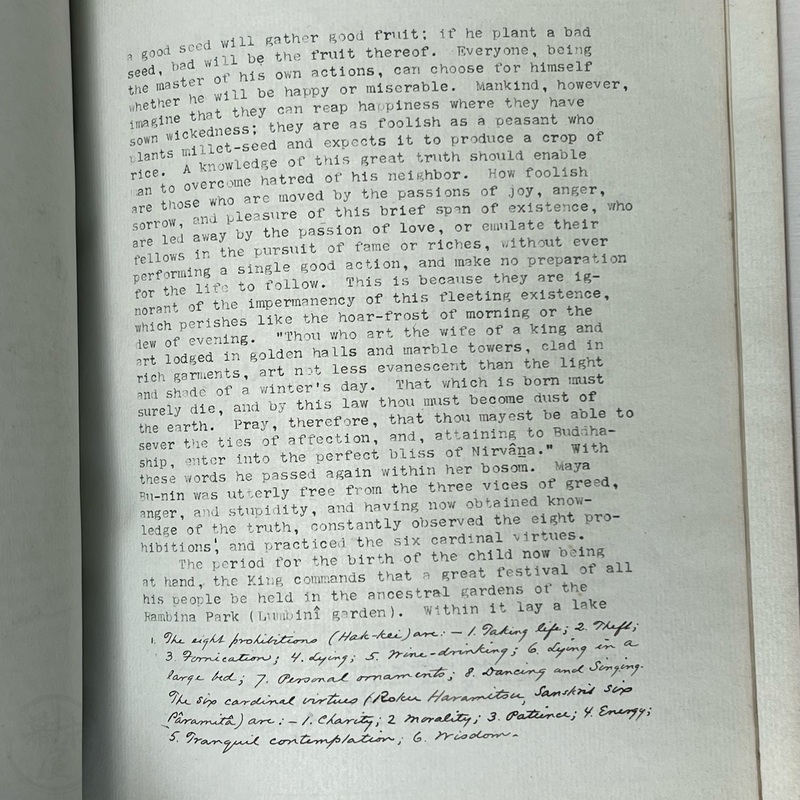 a good seed will gather good fruit; if he plant a bad
seed, bad will be the fruit thereof. Everyone, being
the master of his own actions, can choose for himself
whether he will be happy or miserable. Mankind, however,
imagine that they can reap happiness where they have
sown wickedness; they are as foolish as a peasant who
plants millet-seed and expects it to produce a crop of
rice. A knowledge of this great truth should enable
man to overcome hatred of his neighbor. How foolish
are those who are moved by the passions of joy, anger,
sorrow, and pleasure of this brief span of existence, who
are led away by the passion of love, or emulate their
fellows in the pursuit of fame or riches, without ever
performing a single good action, and make no preparation
for the life to follow. This is because they are ig-
norant of the impermanency of this fleeting existence,
which perishes like the hoar-frost of morning or the
dew of evening. "Thou who art the wife of a king and
art lodged in golden halls and marble towers, clad in
rich garments, art not less evanescent than the light
and shade of a winter's day. That which is born must
surely die, and by this law thou must become dust of
the earth. Pray, therefore, that thou mayest be able to
sever the ties of affection, and, attaining to Buddha-
ship, enter into the perfect bliss of Nirvâṇa." With
these words he passed again within her bosom. Maya
Bu-nin was utterly free from the three vices of greed,
anger, and stupidity, and having now obtained know-
ledge of the truth, constantly observed the eight pro-
hibitions¹, and practiced the six cardinal virtues.
The period for the birth of the child now being
at hand, the King commands that a great festival of all
his people be held in the ancestral gardens of the
Rambina Park (Lumbinî garden). Within it lay a lake
1. The eight prohibitions (Hak-kei) are:— 1. Taking life; 2. Theft;
3. Fornication; 4. Lying; 5. Wine-drinking; 6. Lying in a
large bed; 7. Personal ornaments; 8. Dancing and Singing.
The six cardinal virtues (Roku Haramitsu, Sanskrit six
Pâramitâ) are:— 1. Charity; 2 Morality; 3. Patience; 4. Energy;
5. Tranquil contemplation; 6. Wisdom.